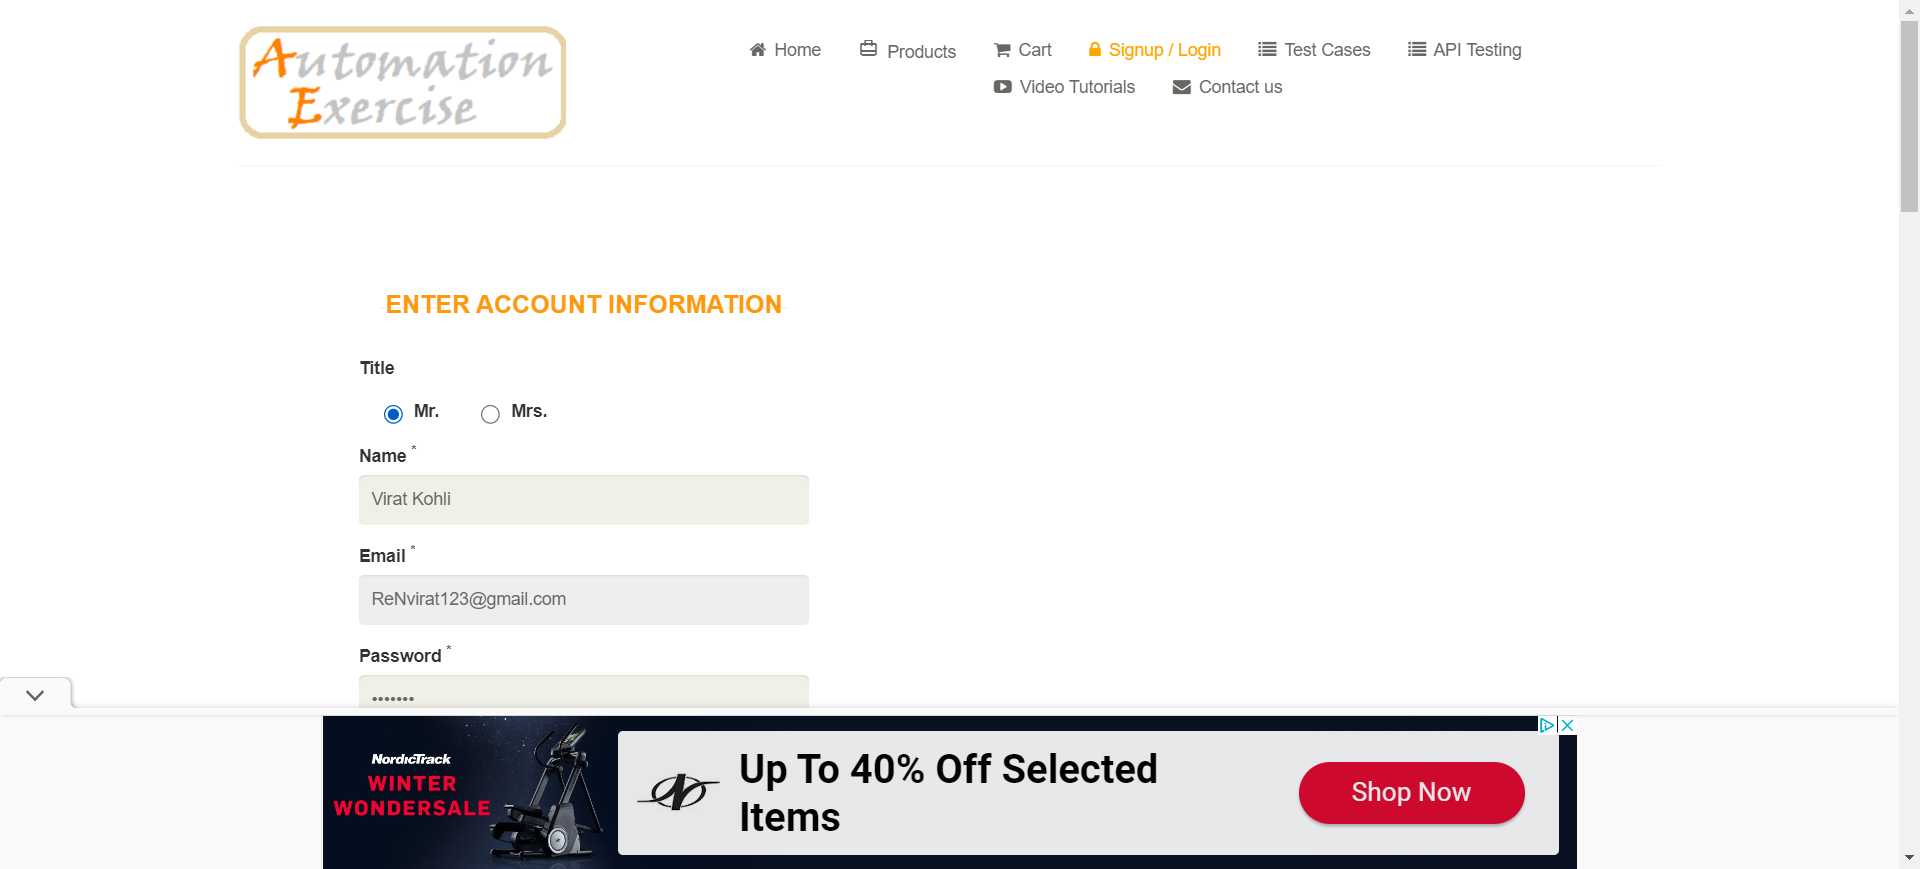 Automation
Exercise
Home
Products
Cart
Signup / Login
Test Cases
API Testing
Video Tutorials
Contact us
ENTER ACCOUNT INFORMATION
Title
Mr.
Mrs.
Name *
Virat Kohli
Email *
ReNvirat123@gmail.com
Password *
•••••••
NordicTrack
WINTER
WONDERSALE
Up To 40% Off Selected
Items
Shop Now